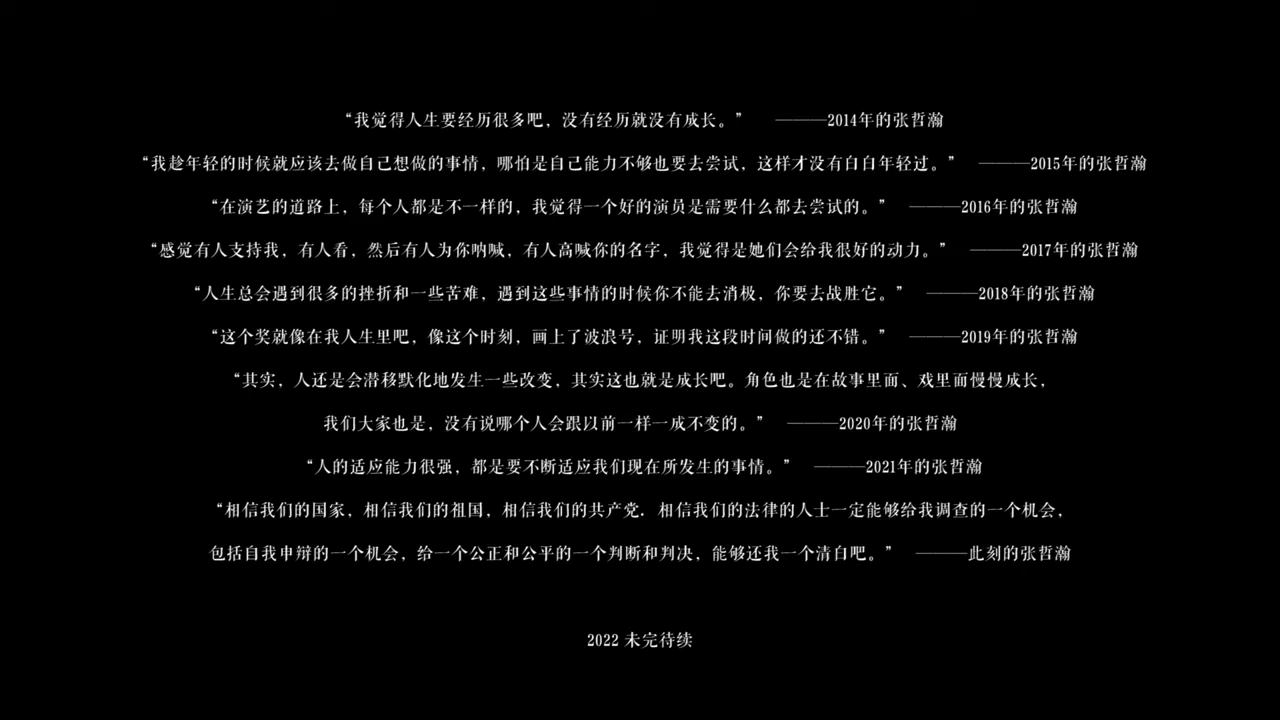 “我觉得人生要经历很多吧，没有经历就没有成长。” ———2014年的张哲瀚
“我趁年轻的时候就应该去做自己想做的事情，哪怕是自己能力不够也要去尝试，这样才没有白白年轻过。” ———2015年的张哲瀚
“在演艺的道路上，每个人都是不一样的，我觉得一个好的演员是需要什么都去尝试的。” ———2016年的张哲瀚
“感觉有人支持我，有人看，然后有人为你呐喊，有人高喊你的名字，我觉得是她们会给我很好的动力。” ———2017年的张哲瀚
“人生总会遇到很多的挫折和一些苦难，遇到这些事情的时候你不能去消极，你要去战胜它。” ———2018年的张哲瀚
“这个奖就像在我人生里吧，像这个时刻，画上了波浪号，证明我这段时间做的还不错。” ———2019年的张哲瀚
“其实，人还是会潜移默化地发生一些改变，其实这也就是成长吧。角色也是在故事里面、戏里面慢慢成长，
我们大家也是，没有说哪个人会跟以前一样一成不变的。” ———2020年的张哲瀚
“人的适应能力很强，都是要不断适应我们现在所发生的事情。” ———2021年的张哲瀚
“相信我们的国家，相信我们的祖国，相信我们的共产党．相信我们的法律的人士一定能够给我调查的一个机会，
包括自我申辩的一个机会，给一个公正和公平的一个判断和判决，能够还我一个清白吧。” ———此刻的张哲瀚
2022 未完待续